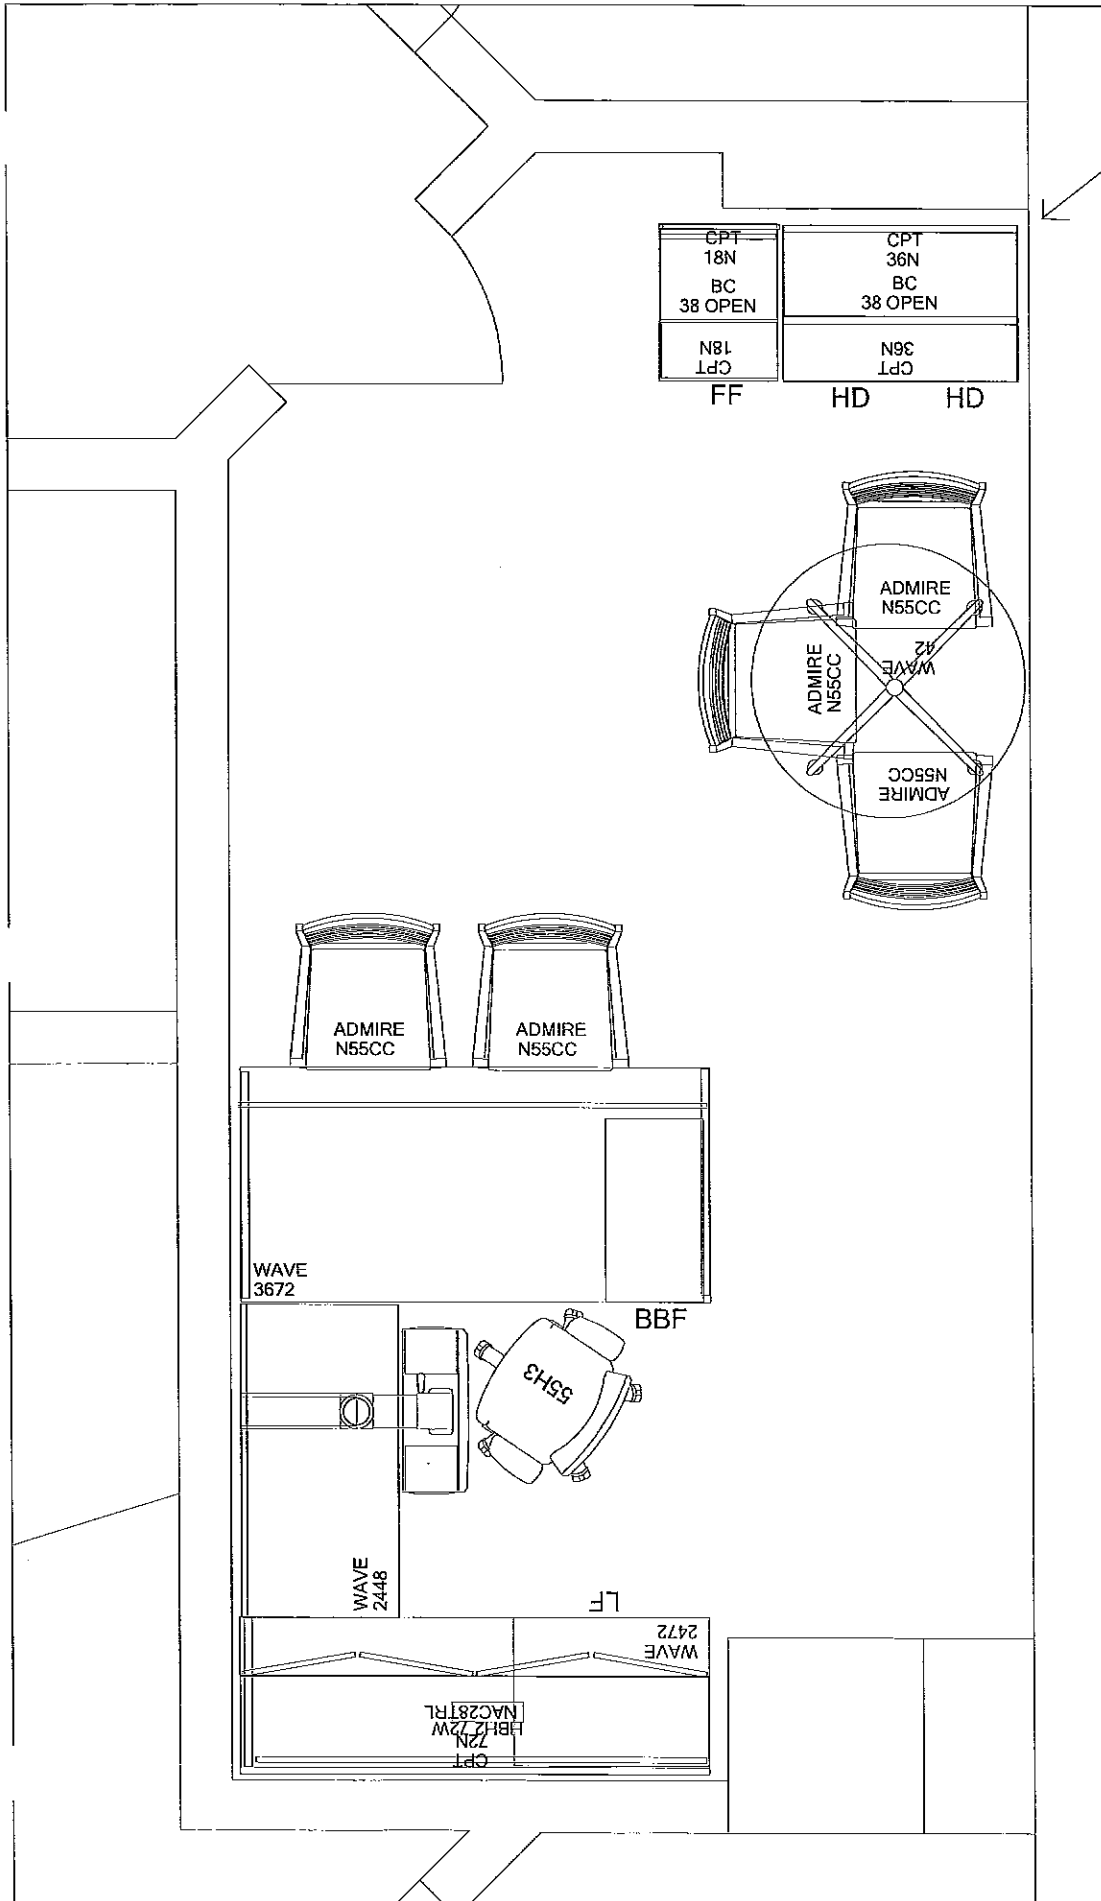 CPT
18N
BC
38 OPEN
CPT
18N
FF
CPT
36N
BC
38 OPEN
CPT
36N
HD
HD
ADMIRE
N55CC
WAVE
42
ADMIRE
N55CC
ADMIRE
N55CC
ADMIRE
N55CC
ADMIRE
N55CC
WAVE
3672
BBF
55H3
WAVE
2448
LF
WAVE
2472
CPT
72N
HBH2 72W
NAC28TRL